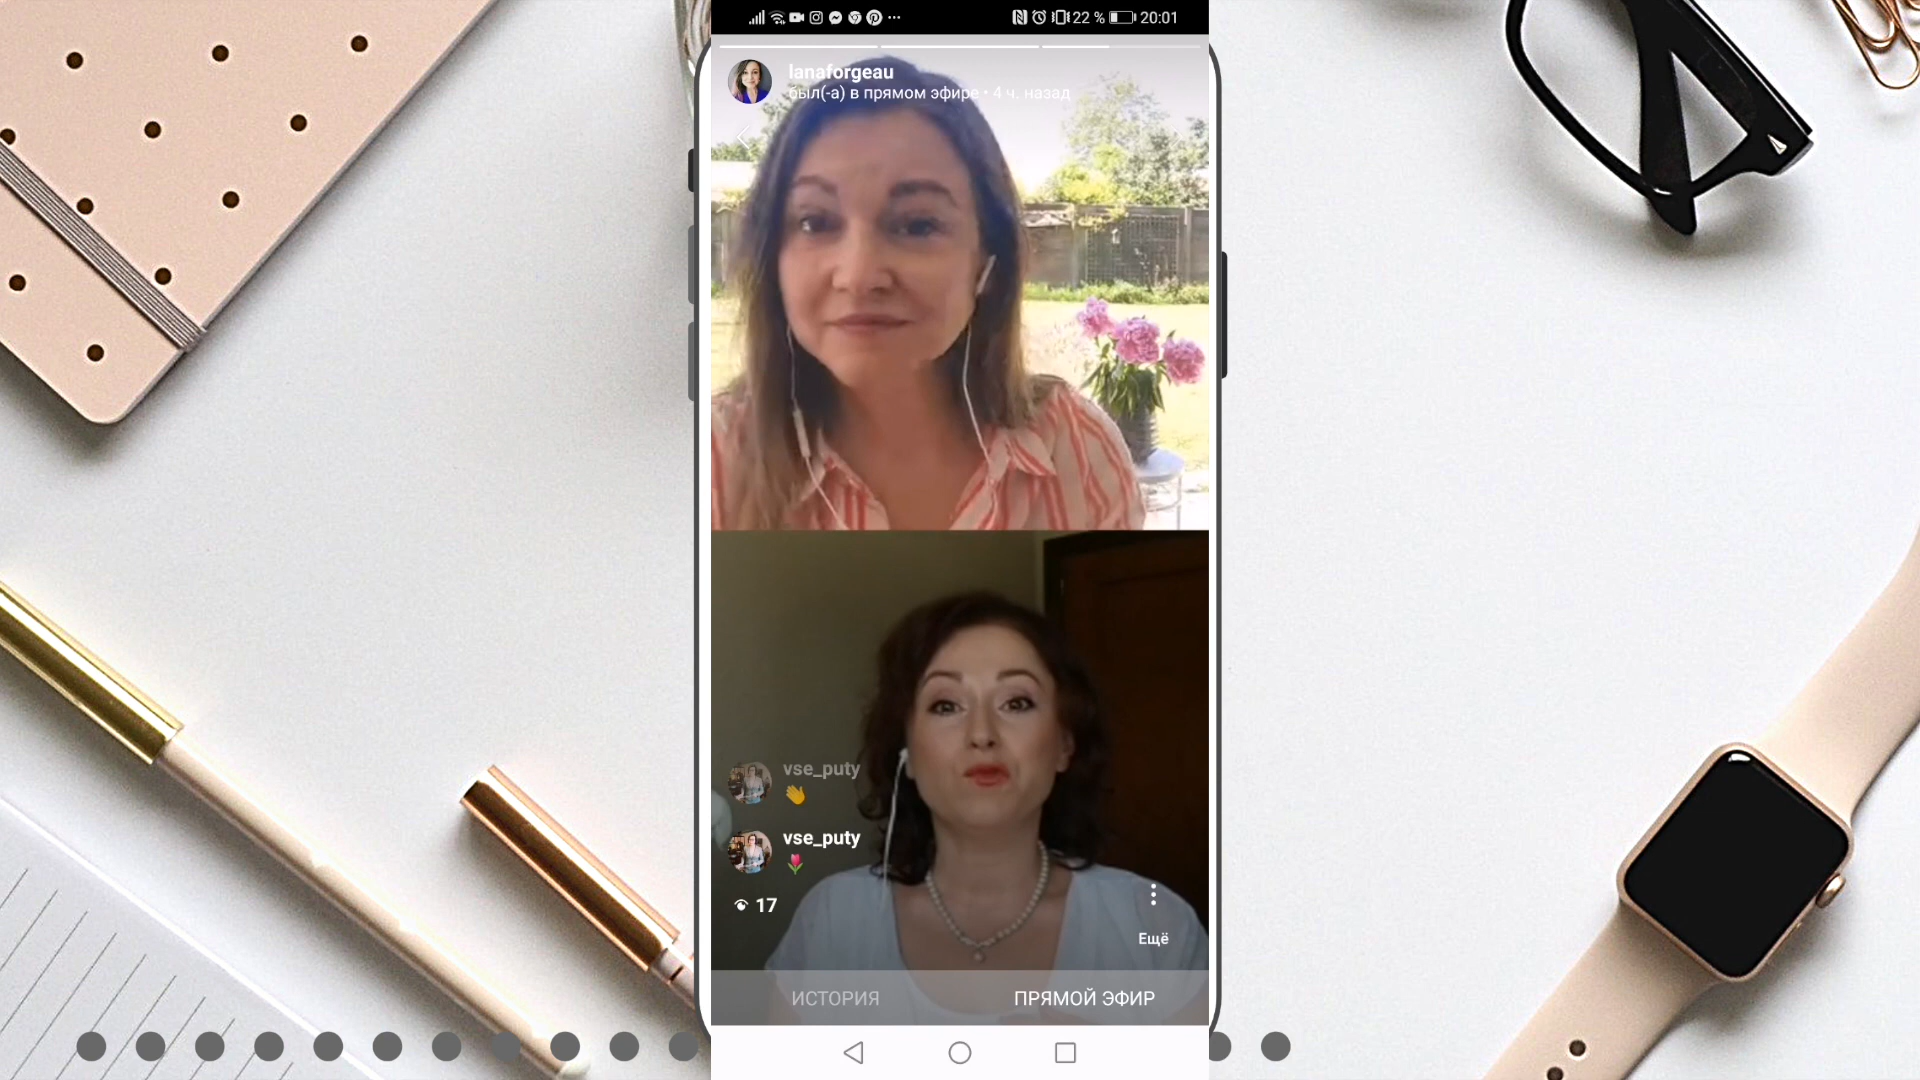 22 %
20:01
lanaforgeau
был(-а) в прямом эфире • 4 ч. назад
vse_puty
vse_puty
17
Ещё
ИСТОРИЯ
ПРЯМОЙ ЭФИР